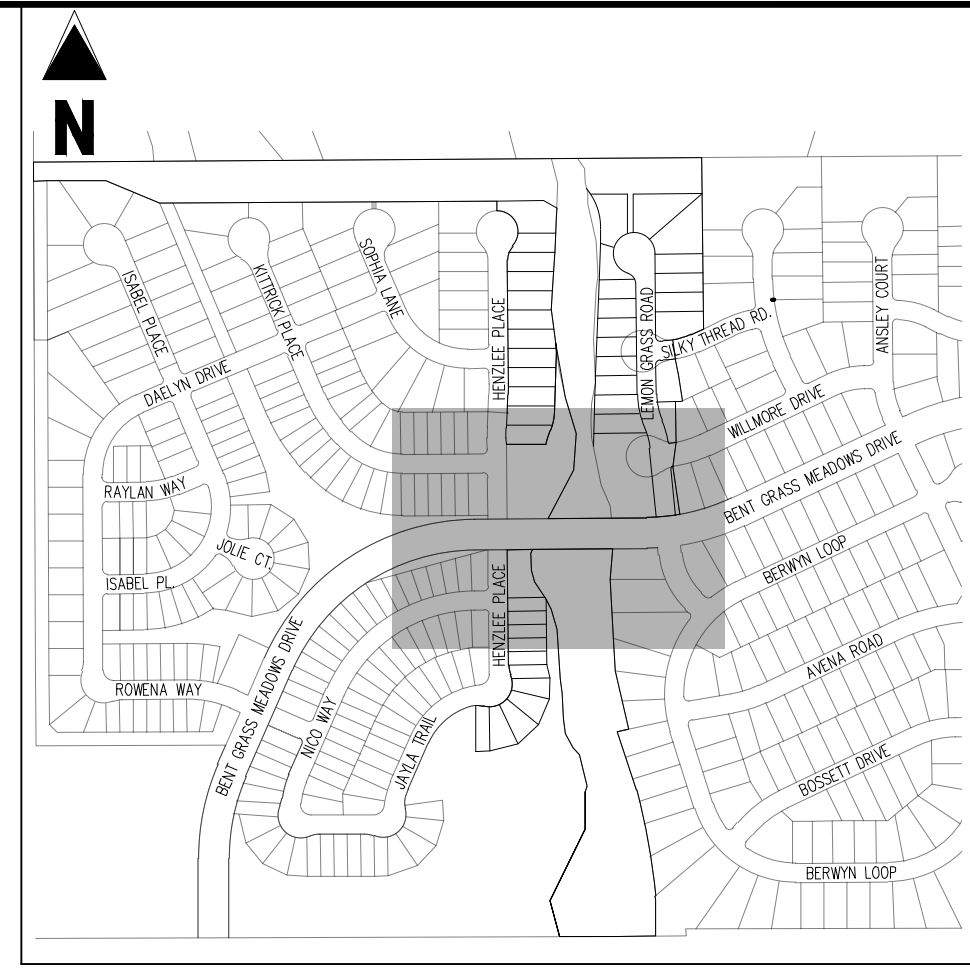 N
ISABEL PLACE
KITTRICK PLACE
SOPHIA LANE
HENZLEE PLACE
LEMON GRASS ROAD
SILKY THREAD RD.
ANSLEY COURT
DAELYN DRIVE
WILLMORE DRIVE
BENT GRASS MEADOWS DRIVE
RAYLAN WAY
JOLIE CT.
ISABEL PL.
BERWYN LOOP
HENZLEE PLACE
BENT GRASS MEADOWS DRIVE
AVENA ROAD
ROWENA WAY
NICO WAY
JAYLA TRAIL
BOSSETT DRIVE
BERWYN LOOP